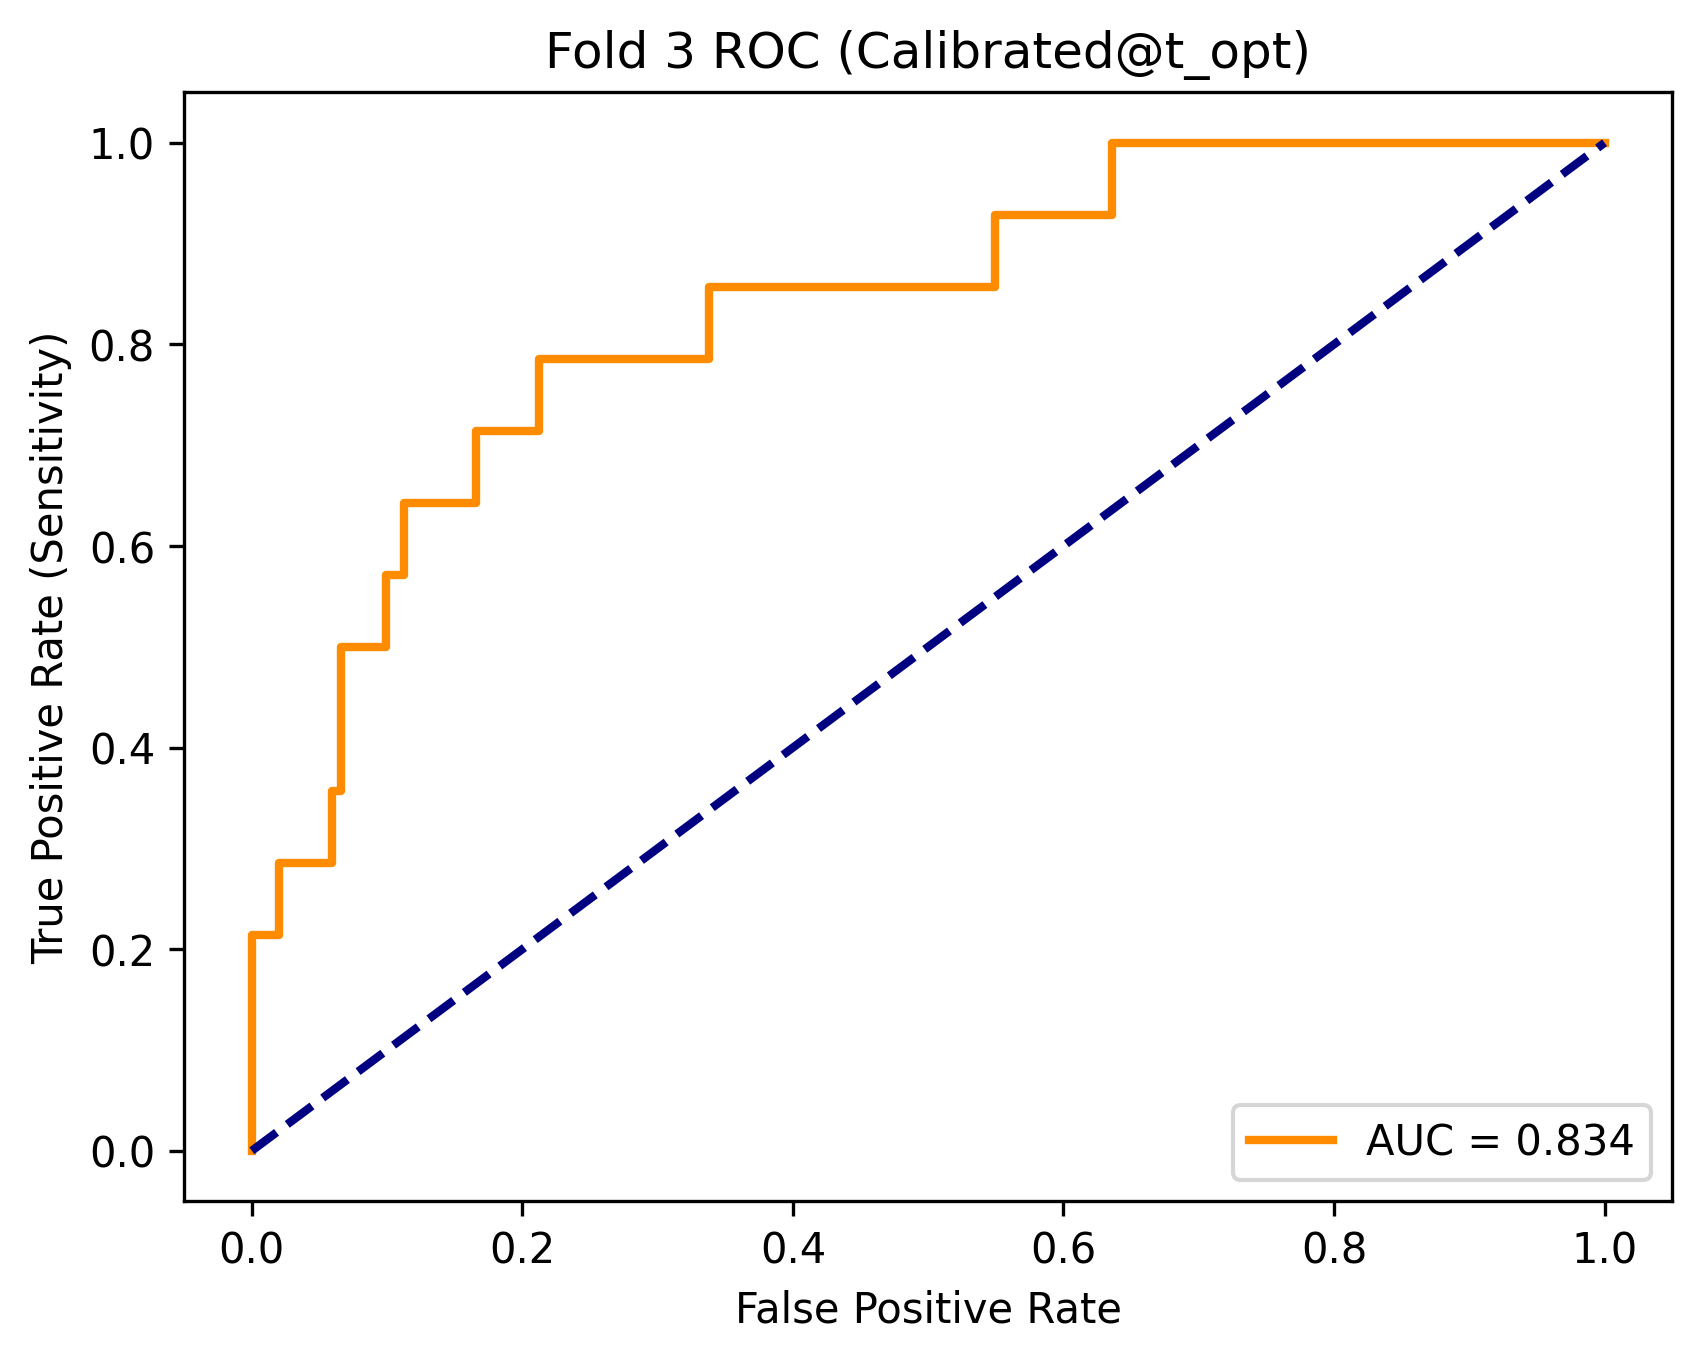 Fold 3 ROC (Calibrated@t_opt)
True Positive Rate (Sensitivity)
1.0
0.8
0.6
0.4
0.2
0.0
AUC = 0.834
0.0 0.2 0.4 0.6 0.8 1.0
False Positive Rate